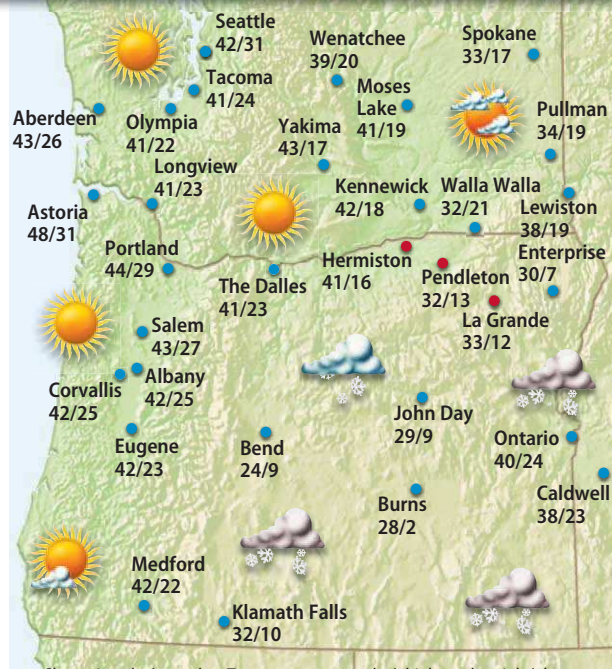 Seattle
42/31
Wenatchee
39/20
Spokane
33/17
Tacoma
41/24
Moses
Lake
41/19
Aberdeen
43/26
Olympia
41/22
Yakima
43/17
Pullman
34/19
Longview
41/23
Kennewick
42/18
Walla Walla
32/21
Lewiston
38/19
Astoria
48/31
Portland
44/29
The Dalles
41/23
Hermiston
41/16
Pendleton
32/13
Enterprise
30/7
La Grande
33/12
Salem
43/27
Albany
42/25
Corvallis
42/25
John Day
29/9
Eugene
42/23
Bend
24/9
Ontario
40/24
Caldwell
38/23
Burns
28/2
Medford
42/22
Klamath Falls
32/10